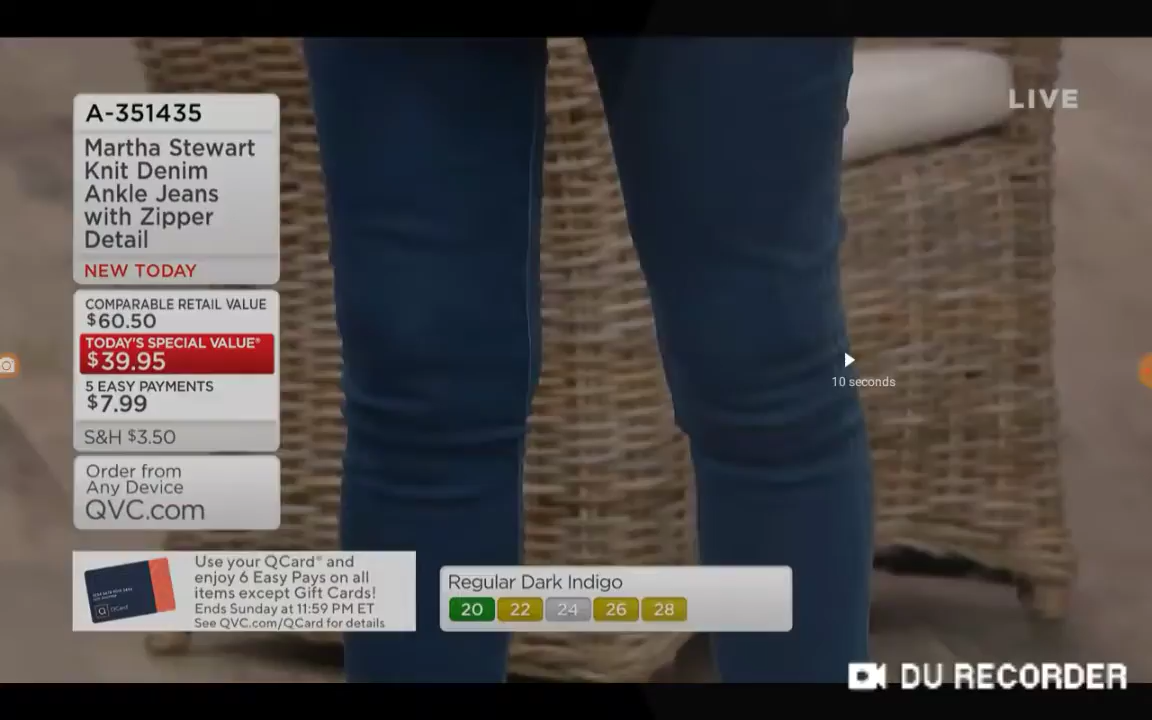 A-351435
Martha Stewart
Knit Denim
Ankle Jeans
with Zipper
Detail
NEW TODAY
COMPARABLE RETAIL VALUE
$60.50
TODAY'S SPECIAL VALUE®
$39.95
5 EASY PAYMENTS
$7.99
S&H $3.50
Order from
Any Device
QVC.com
Use your QCard® and
enjoy 6 Easy Pays on all
items except Gift Cards!
Ends Sunday at 11:59 PM ET
See QVC.com/QCard for details
QCard
Regular Dark Indigo
20 22 24 26 28
LIVE
10 seconds
DU RECORDER